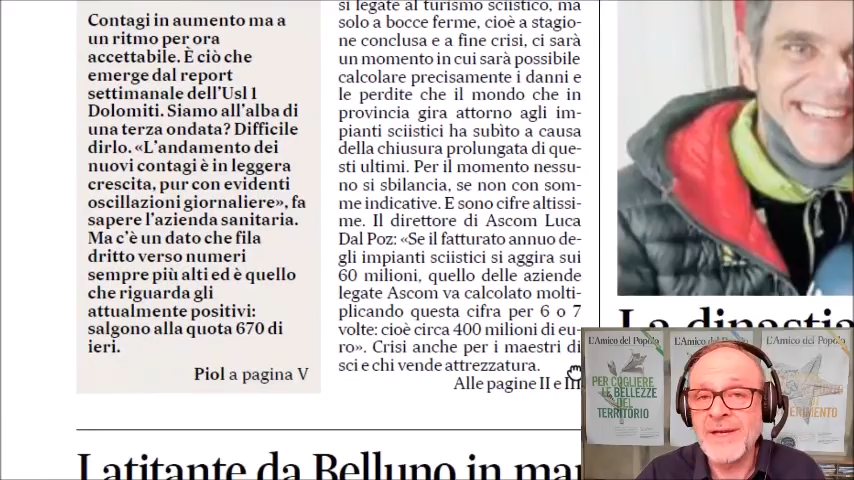 Contagi in aumento ma a
un ritmo per ora
accettabile. È ciò che
emerge dal report
settimanale dell'Usl 1
Dolomiti. Siamo all'alba di
una terza ondata? Difficile
dirlo. «L'andamento dei
nuovi contagi è in leggera
crescita, pur con evidenti
oscillazioni giornaliere», fa
sapere l'azienda sanitaria.
Ma c'è un dato che fila
dritto verso numeri
sempre più alti ed è quello
che riguarda gli
attualmente positivi:
salgono alla quota 670 di
ieri.
Piol a pagina V
si legate al turismo sciistico, ma
solo a bocce ferme, cioè a stagio-
ne conclusa e a fine crisi, ci sarà
un momento in cui sarà possibile
calcolare precisamente i danni e
le perdite che il mondo che in
provincia gira attorno agli im-
pianti sciistici ha subìto a causa
della chiusura prolungata di que-
sti ultimi. Per il momento nessu-
no si sbilancia, se non con som-
me indicative. E sono cifre altissi-
me. Il direttore di Ascom Luca
Dal Poz: «Se il fatturato annuo de-
gli impianti sciistici si aggira sui
60 milioni, quello delle aziende
legate Ascom va calcolato molti-
plicando questa cifra per 6 o 7
volte: cioè circa 400 milioni di eu-
ro». Crisi anche per i maestri di
sci e chi vende attrezzatura.
Alle pagine II e III
La dinastia
Latitante da Belluno in
L'Amico del Popolo
PER COGLIERE
LE BELLEZZE
DEL
TERRITORIO
L'Amico del Popolo
L'Amico del Popolo